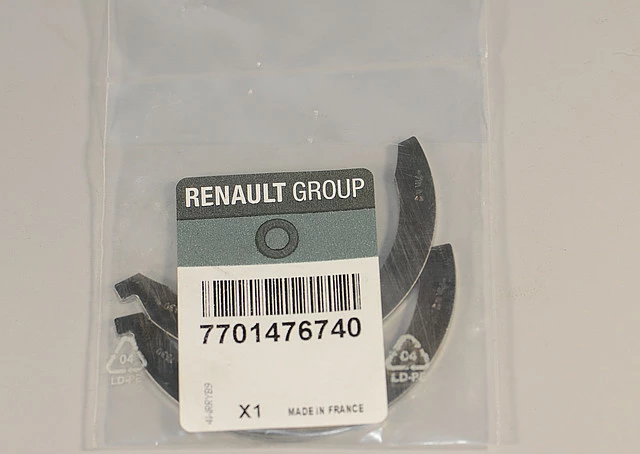 RENAULT GROUP
7701476740
04
LD-PE
04
LD-PE
X1
MADE IN FRANCE